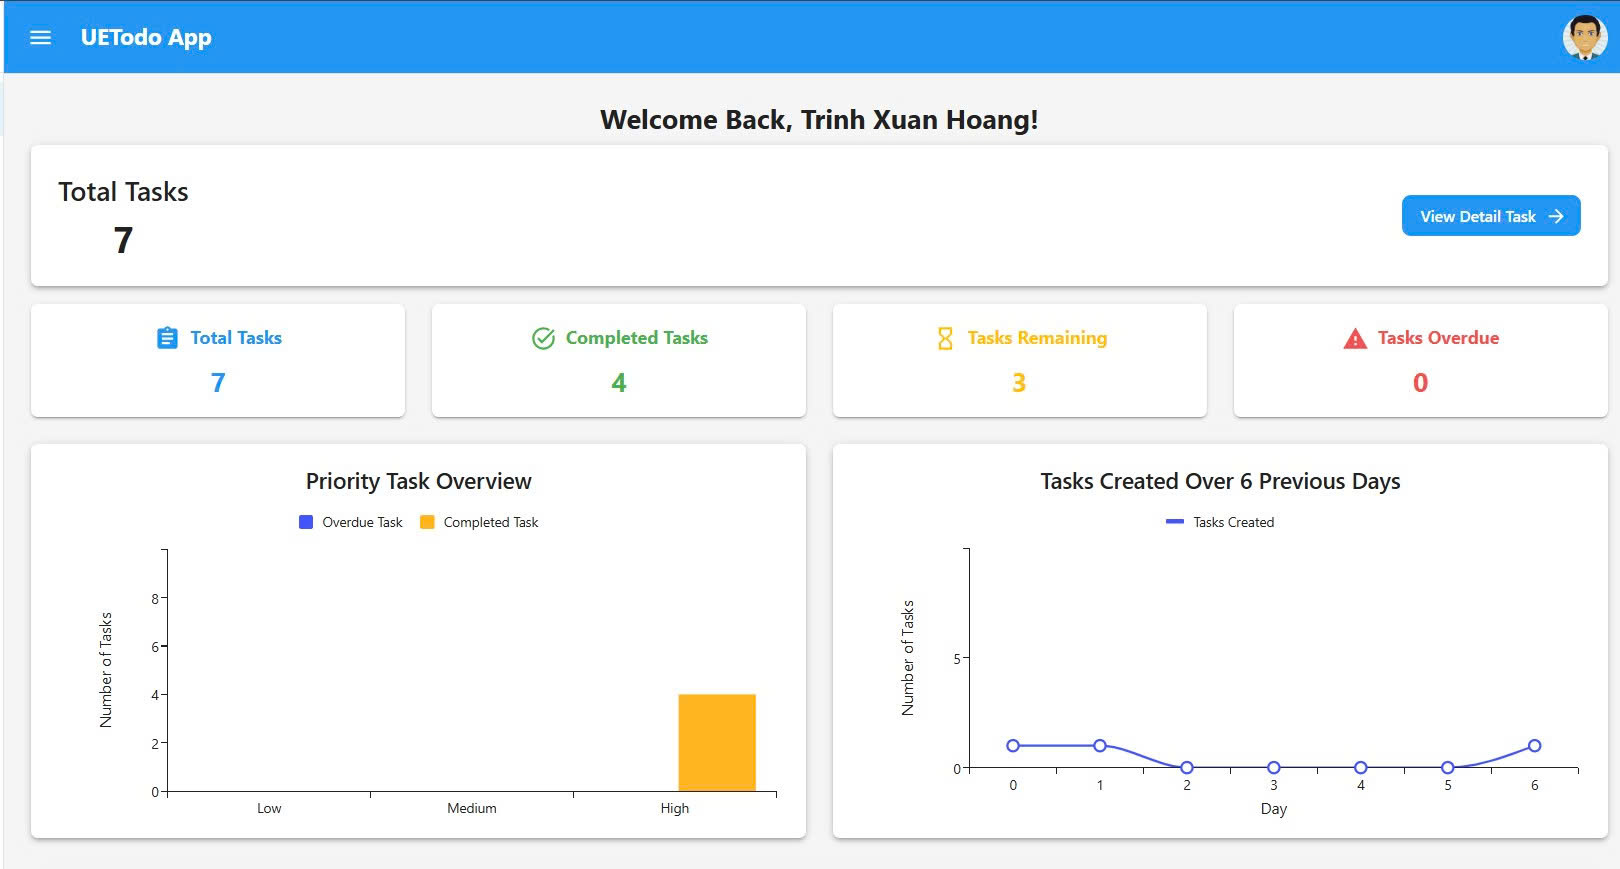 UETodo App
Welcome Back, Trinh Xuan Hoang!
Total Tasks
7
View Detail Task
Total Tasks
7
Completed Tasks
4
Tasks Remaining
3
Tasks Overdue
0
Priority Task Overview
Overdue Task Completed Task
Number of Tasks
8
6
4
2
0
Low Medium High
Tasks Created Over 6 Previous Days
Tasks Created
Number of Tasks
5
0
0 1 2 3 4 5 6
Day